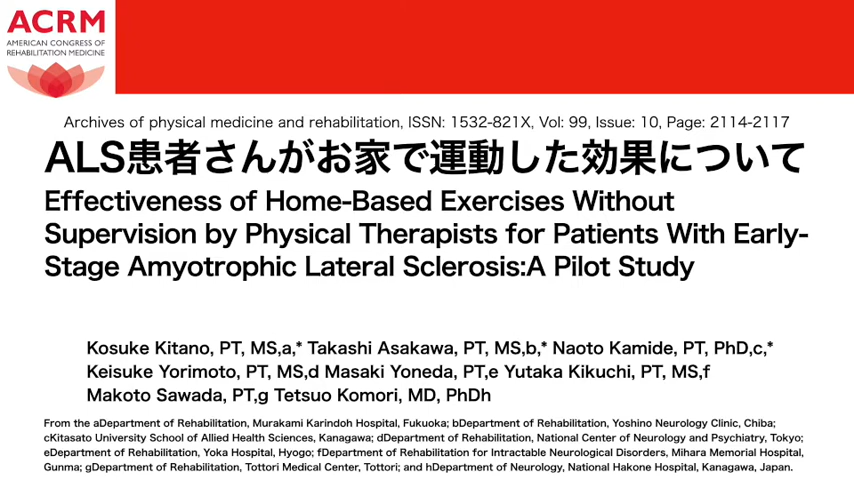 ACRM
AMERICAN CONGRESS OF
REHABILITATION MEDICINE
Archives of physical medicine and rehabilitation, ISSN: 1532-821X, Vol: 99, Issue: 10, Page: 2114-2117
ALS患者さんがお家で運動した効果について
Effectiveness of Home-Based Exercises Without
Supervision by Physical Therapists for Patients With Early-
Stage Amyotrophic Lateral Sclerosis:A Pilot Study
Kosuke Kitano, PT, MS,a,* Takashi Asakawa, PT, MS,b,* Naoto Kamide, PT, PhD,c,*
Keisuke Yorimoto, PT, MS,d Masaki Yoneda, PT,e Yutaka Kikuchi, PT, MS,f
Makoto Sawada, PT,g Tetsuo Komori, MD, PhDh
From the aDepartment of Rehabilitation, Murakami Karindoh Hospital, Fukuoka; bDepartment of Rehabilitation, Yoshino Neurology Clinic, Chiba;
cKitasato University School of Allied Health Sciences, Kanagawa; dDepartment of Rehabilitation, National Center of Neurology and Psychiatry, Tokyo;
eDepartment of Rehabilitation, Yoka Hospital, Hyogo; fDepartment of Rehabilitation for Intractable Neurological Disorders, Mihara Memorial Hospital,
Gunma; gDepartment of Rehabilitation, Tottori Medical Center, Tottori; and hDepartment of Neurology, National Hakone Hospital, Kanagawa, Japan.